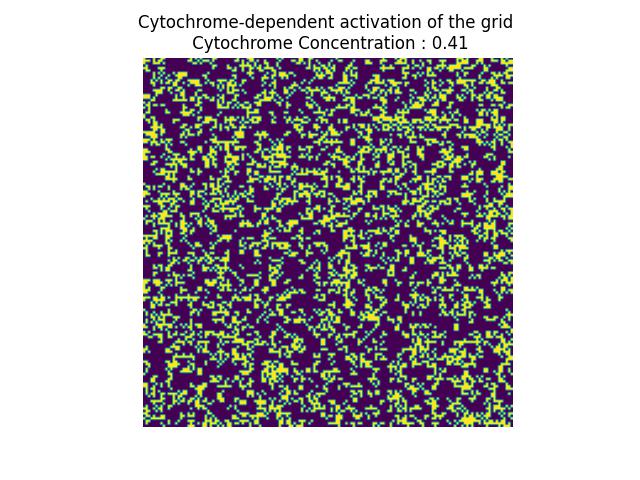 Cytochrome-dependent activation of the grid
Cytochrome Concentration : 0.41